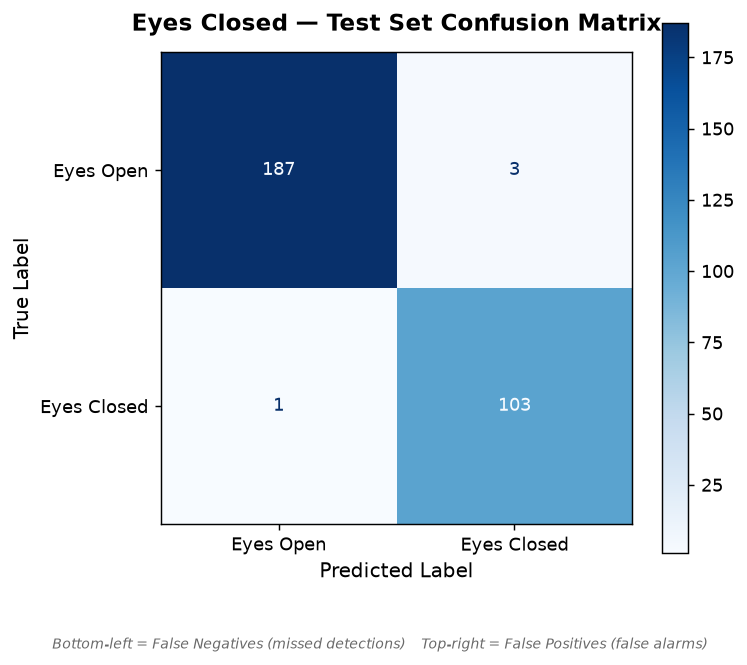 Eyes Closed — Test Set Confusion Matrix
175
150
125
100
75
50
25
True Label
Eyes Open
187
3
Eyes Closed
1
103
Eyes Open
Eyes Closed
Predicted Label
Bottom-left = False Negatives (missed detections) Top-right = False Positives (false alarms)